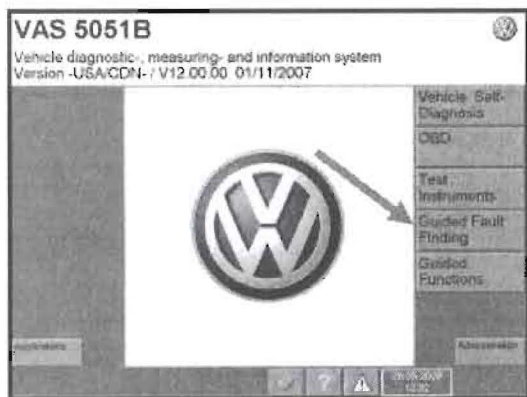 VAS 5051B
Vehicle diagnostic-, measuring- and information system
Version -USA/CDN- / V12.00.00 01/11/2007
Vehicle Self-
Diagnosis
OBD
Test
Instruments
Guided Fault
Finding
Guided
Functions
Applications
Administration
?